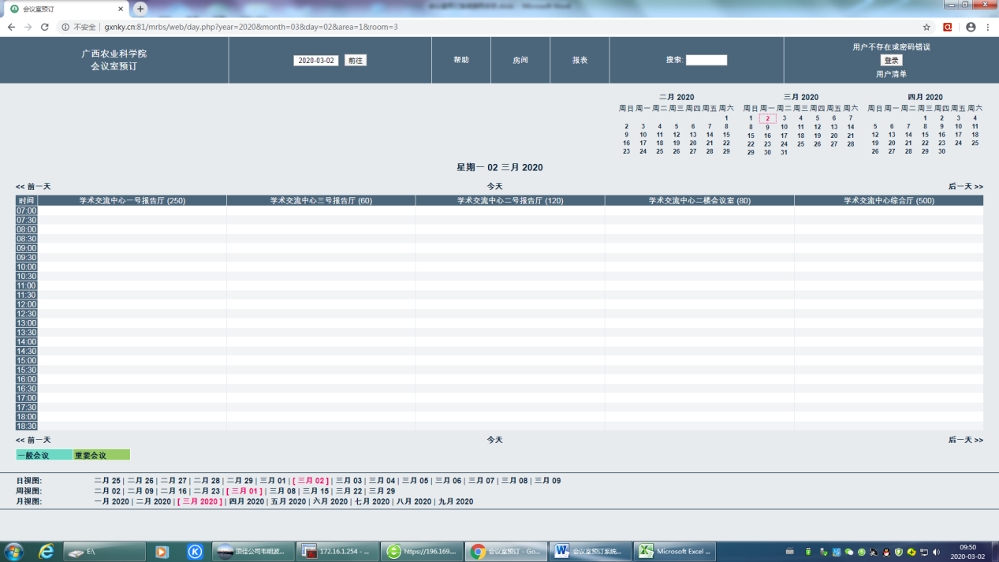 会议室预订
不安全 | gxnky.cn:81/mrbs/web/day.php?year=2020&month=03&day=02&area=1&room=3
广西农业科学院
会议室预订
2020-03-02 前往
帮助
房间
报表
搜索:
用户不存在或密码错误
登录
用户清单
二月 2020
周日 周一 周二 周三 周四 周五 周六
1
2 3 4 5 6 7 8
9 10 11 12 13 14 15
16 17 18 19 20 21 22
23 24 25 26 27 28 29
三月 2020
周日 周一 周二 周三 周四 周五 周六
1 2 3 4 5 6 7
8 9 10 11 12 13 14
15 16 17 18 19 20 21
22 23 24 25 26 27 28
29 30 31
四月 2020
周日 周一 周二 周三 周四 周五 周六
1 2 3 4
5 6 7 8 9 10 11
12 13 14 15 16 17 18
19 20 21 22 23 24 25
26 27 28 29 30
星期一 02 三月 2020
<< 前一天 今天 后一天 >>
时间 学术交流中心一号报告厅 (250) 学术交流中心三号报告厅 (60) 学术交流中心二号报告厅 (120) 学术交流中心二楼会议室 (80) 学术交流中心综合厅 (500)
07:00
07:30
08:00
08:30
09:00
09:30
10:00
10:30
11:00
11:30
12:00
12:30
13:00
13:30
14:00
14:30
15:00
15:30
16:00
16:30
17:00
17:30
18:00
18:30
<< 前一天 今天 后一天 >>
一般会议 重要会议
日视图: 二月 25 | 二月 26 | 二月 27 | 二月 28 | 二月 29 | 三月 01 | [ 三月 02 ] | 三月 03 | 三月 04 | 三月 05 | 三月 06 | 三月 07 | 三月 08 | 三月 09
周视图: 二月 02 | 二月 09 | 二月 16 | 二月 23 | [ 三月 01 ] | 三月 08 | 三月 15 | 三月 22 | 三月 29
月视图: 一月 2020 | 二月 2020 | [ 三月 2020 ] | 四月 2020 | 五月 2020 | 六月 2020 | 七月 2020 | 八月 2020 | 九月 2020
E:\
顶佳公司韦明波...
172.16.1.254 - ...
https://196.169....
会议室预订 - Go...
会议室预订系统...
Microsoft Excel ...
09:50
2020-03-02